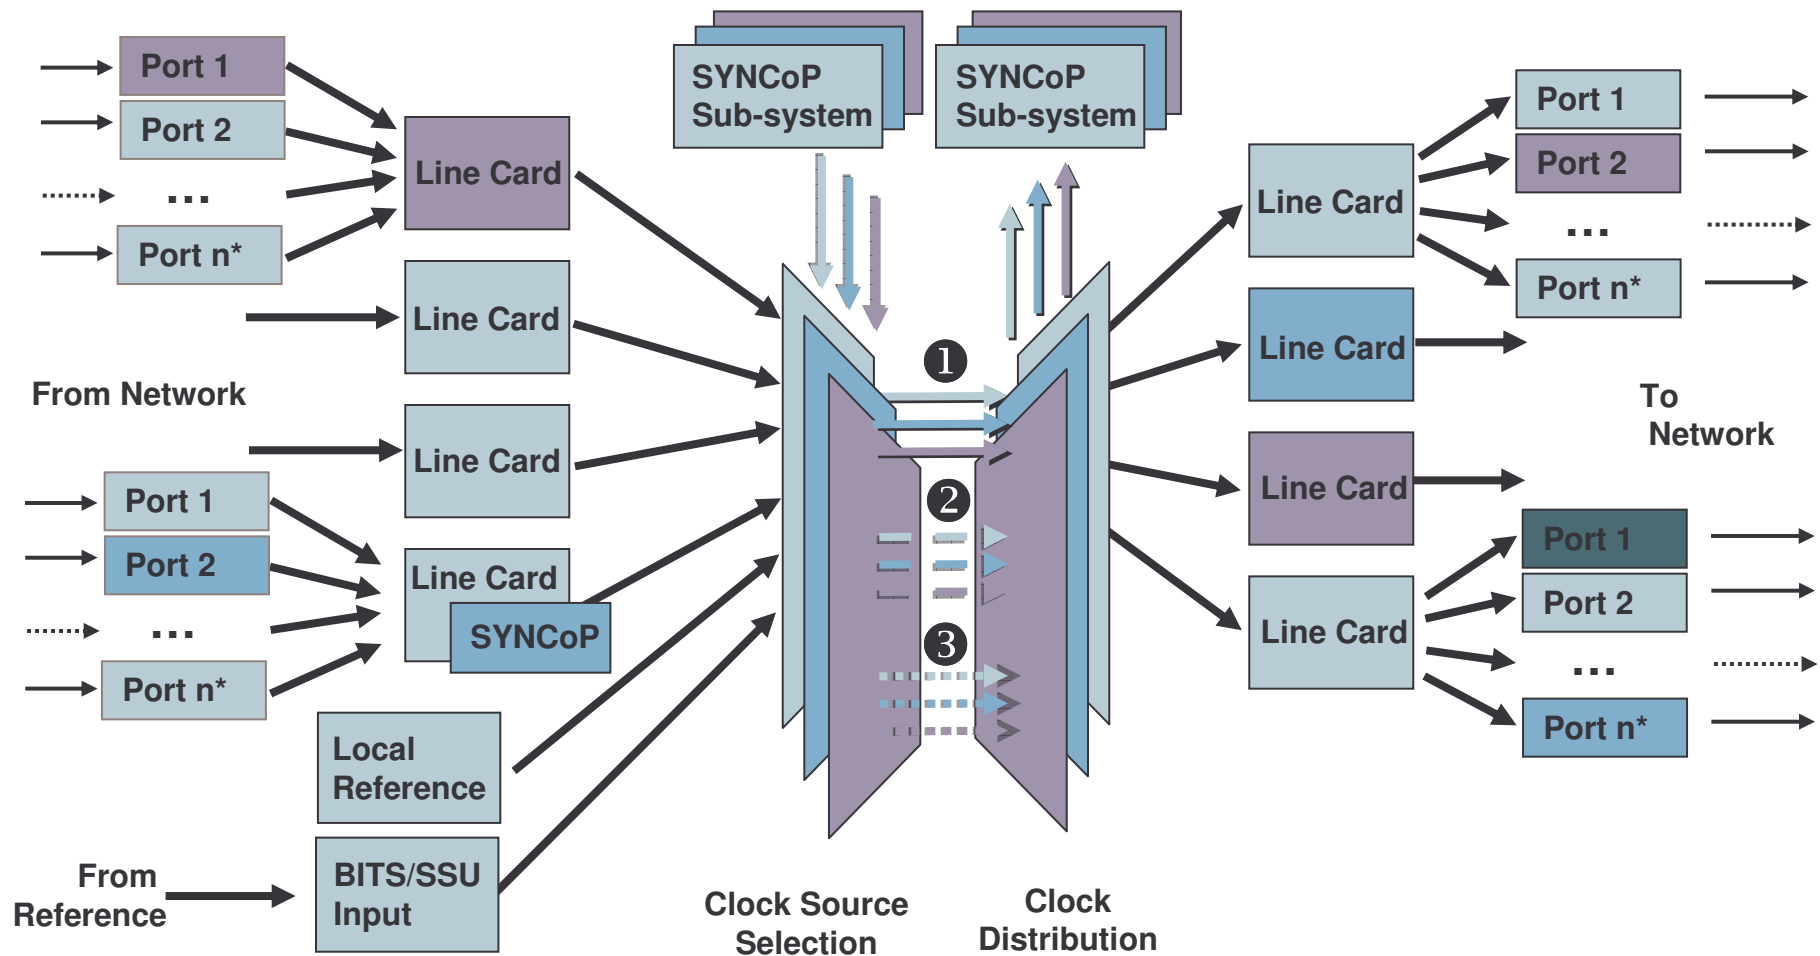 Port 1
Port 2
...
Port n*
Line Card
Line Card
From Network
Line Card
Port 1
Port 2
...
Port n*
Line Card
SYNCoP
Local
Reference
From
Reference
BITS/SSU
Input
SYNCoP
Sub-system
SYNCoP
Sub-system
1
2
3
Clock Source
Selection
Clock
Distribution
Line Card
Port 1
Port 2
...
Port n*
Line Card
To
Network
Line Card
Line Card
Port 1
Port 2
...
Port n*